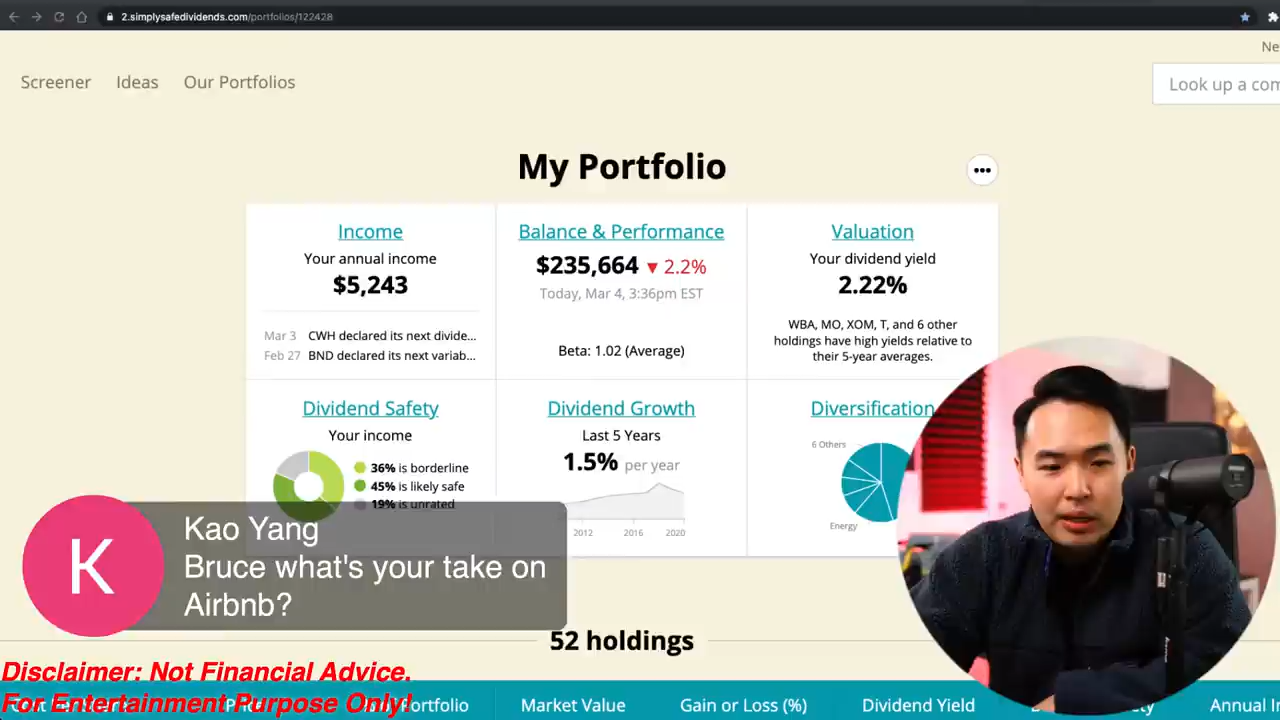 2.simplysafedividends.com/portfolios/122428
Ne
Screener Ideas Our Portfolios
Look up a com
My Portfolio
Income
Your annual income
$5,243
Mar 3 CWH declared its next divide...
Feb 27 BND declared its next variab...
Balance & Performance
$235,664 ▼ 2.2%
Today, Mar 4, 3:36pm EST
Beta: 1.02 (Average)
Valuation
Your dividend yield
2.22%
WBA, MO, XOM, T, and 6 other
holdings have high yields relative to
their 5-year averages.
Dividend Safety
Your income
36% is borderline
45% is likely safe
19% is unrated
Dividend Growth
Last 5 Years
1.5% per year
2012 2016 2020
Diversification
6 Others
Energy
K
Kao Yang
Bruce what's your take on
Airbnb?
52 holdings
Disclaimer: Not Financial Advice.
For Entertainment Purpose Only!
Portfolio Market Value Gain or Loss (%) Dividend Yield Annual In